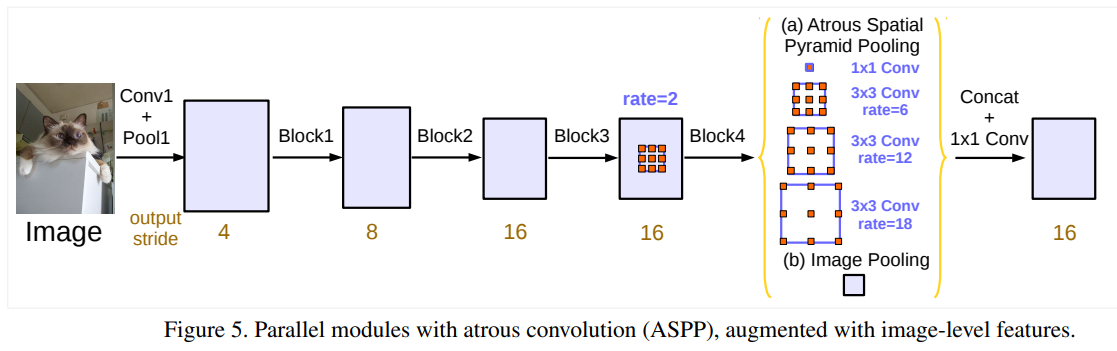 Image
Conv1
+
Pool1
output
stride
4
Block1
8
Block2
16
Block3
rate=2
16
Block4
(a) Atrous Spatial
Pyramid Pooling
1x1 Conv
3x3 Conv
rate=6
3x3 Conv
rate=12
3x3 Conv
rate=18
(b) Image Pooling
Concat
+
1x1 Conv
16
Figure 5. Parallel modules with atrous convolution (ASPP), augmented with image-level features.